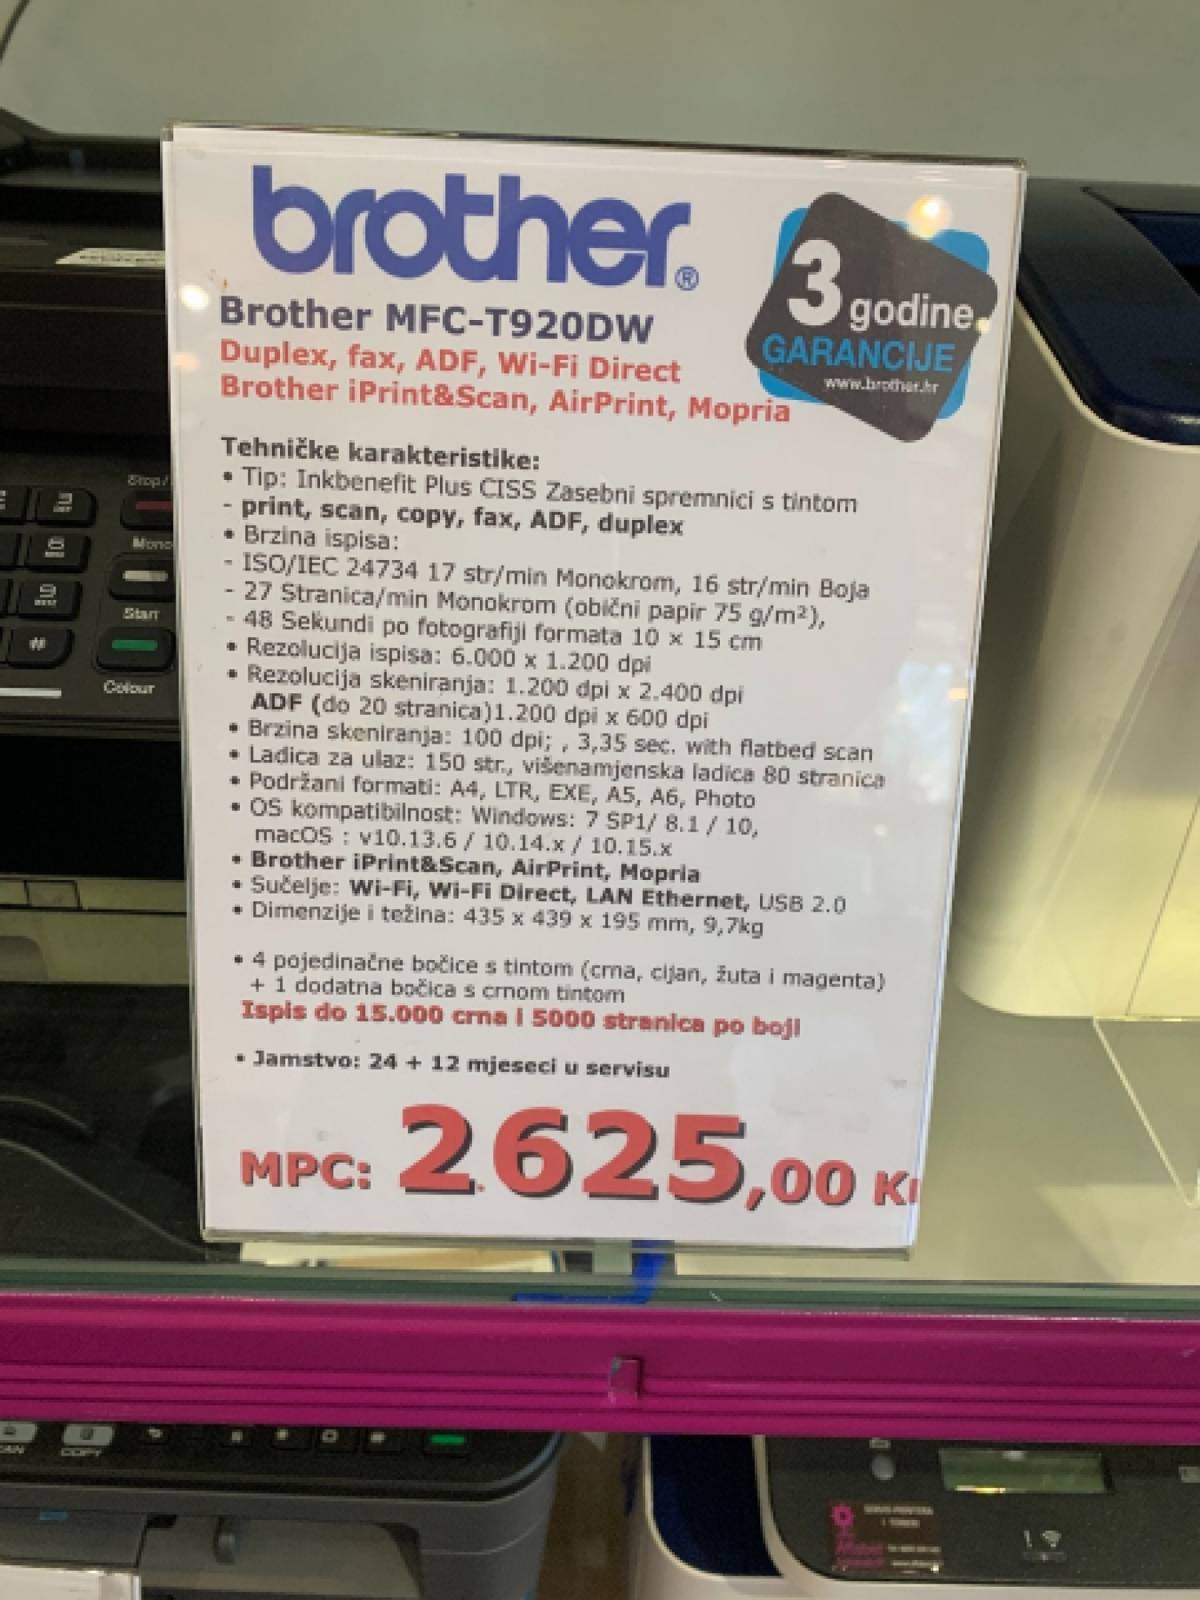 brother®
Brother MFC-T920DW
Duplex, fax, ADF, Wi-Fi Direct
Brother iPrint&Scan, AirPrint, Mopria
3 godine
GARANCIJE
www.brother.hr
Tehničke karakteristike:
• Tip: Inkbenefit Plus CISS Zasebni spremnici s tintom
- print, scan, copy, fax, ADF, duplex
• Brzina ispisa:
- ISO/IEC 24734 17 str/min Monokrom, 16 str/min Boja
- 27 Stranica/min Monokrom (obični papir 75 g/m²),
- 48 Sekundi po fotografiji formata 10 x 15 cm
• Rezolucija ispisa: 6.000 x 1.200 dpi
• Rezolucija skeniranja: 1.200 dpi x 2.400 dpi
ADF (do 20 stranica)1.200 dpi x 600 dpi
• Brzina skeniranja: 100 dpi; , 3,35 sec. with flatbed scan
• Ladica za ulaz: 150 str., višenamjenska ladica 80 stranica
• Podržani formati: A4, LTR, EXE, A5, A6, Photo
• OS kompatibilnost: Windows: 7 SP1/ 8.1 / 10,
macOS : v10.13.6 / 10.14.x / 10.15.x
• Brother iPrint&Scan, AirPrint, Mopria
• Sučelje: Wi-Fi, Wi-Fi Direct, LAN Ethernet, USB 2.0
• Dimenzije i težina: 435 x 439 x 195 mm, 9,7kg
• 4 pojedinačne bočice s tintom (crna, cijan, žuta i magenta)
+ 1 dodatna bočica s crnom tintom
Ispis do 15.000 crna i 5000 stranica po boji
• Jamstvo: 24 + 12 mjeseci u servisu
MPC: 2.625,00 K
Stop/
Mono
Start
Colour
3
6
9
#
COPY